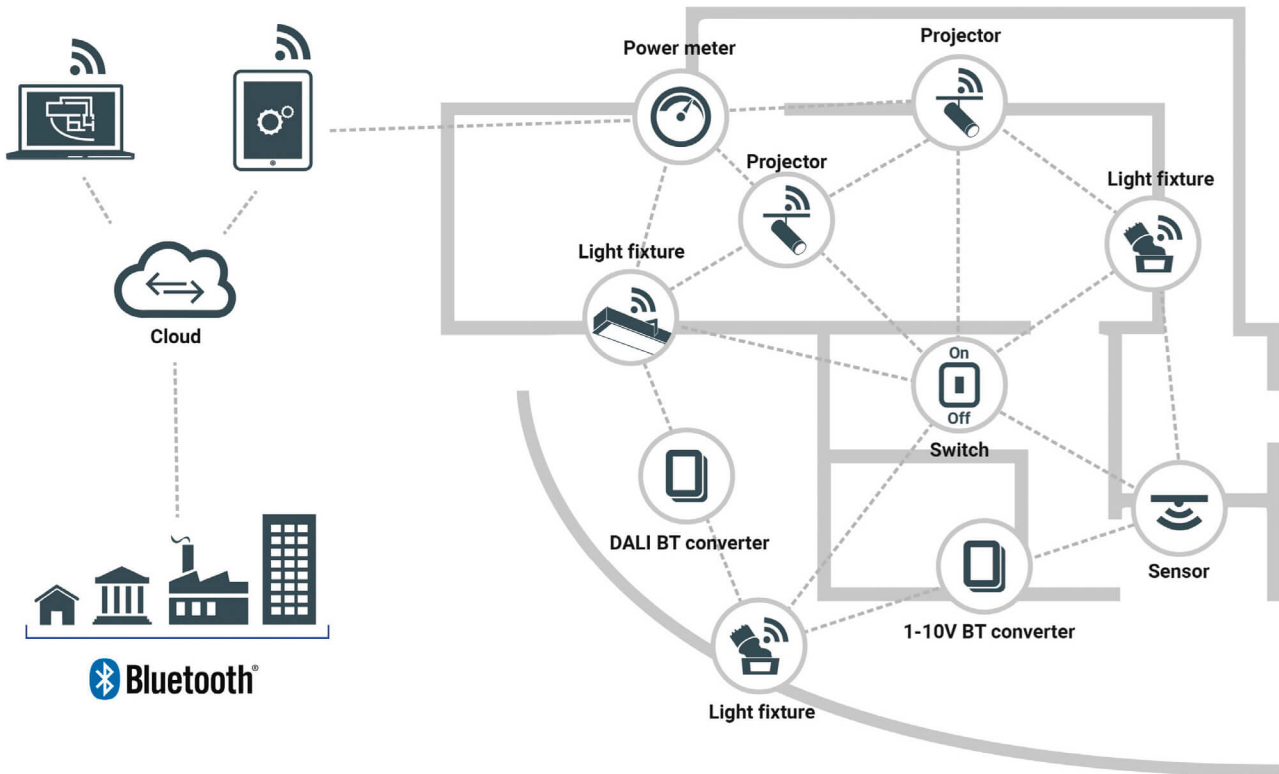 Power meter
Projector
Projector
Light fixture
Light fixture
Cloud
On
Off
Switch
DALI BT converter
Sensor
1-10V BT converter
Bluetooth®
Light fixture